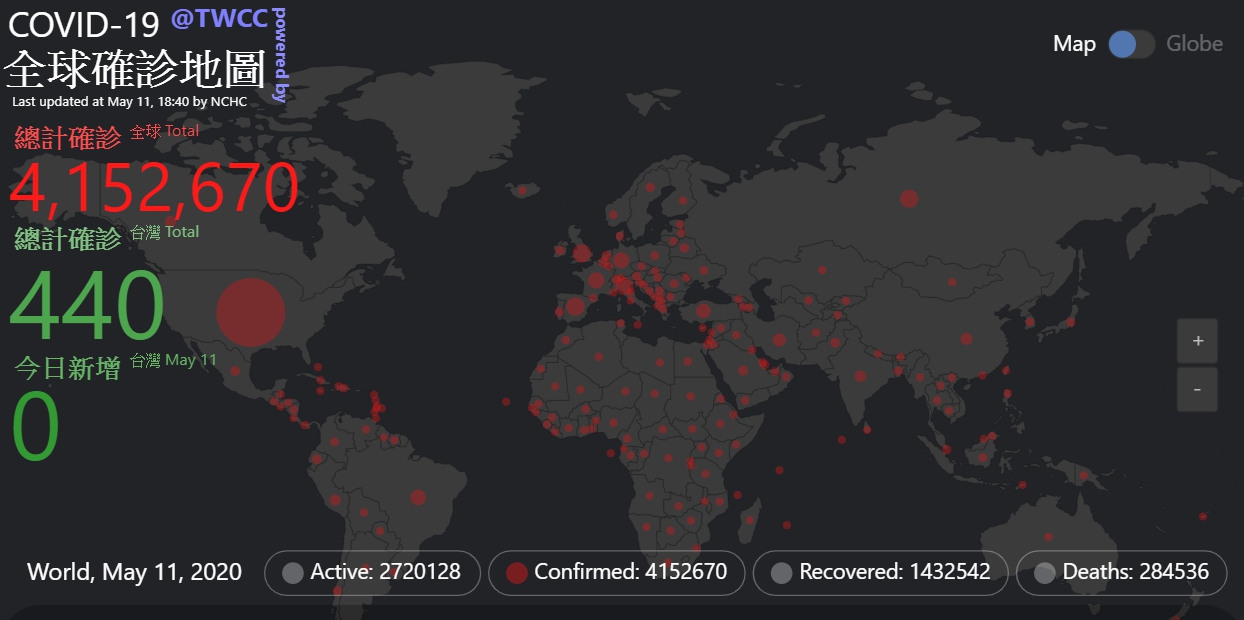 COVID-19 @TWCC
powered by
全球確診地圖
Last updated at May 11, 18:40 by NCHC
Map Globe
總計確診 全球 Total
4,152,670
總計確診 台灣 Total
440
今日新增 台灣 May 11
0
+
-
World, May 11, 2020 Active: 2720128 Confirmed: 4152670 Recovered: 1432542 Deaths: 284536